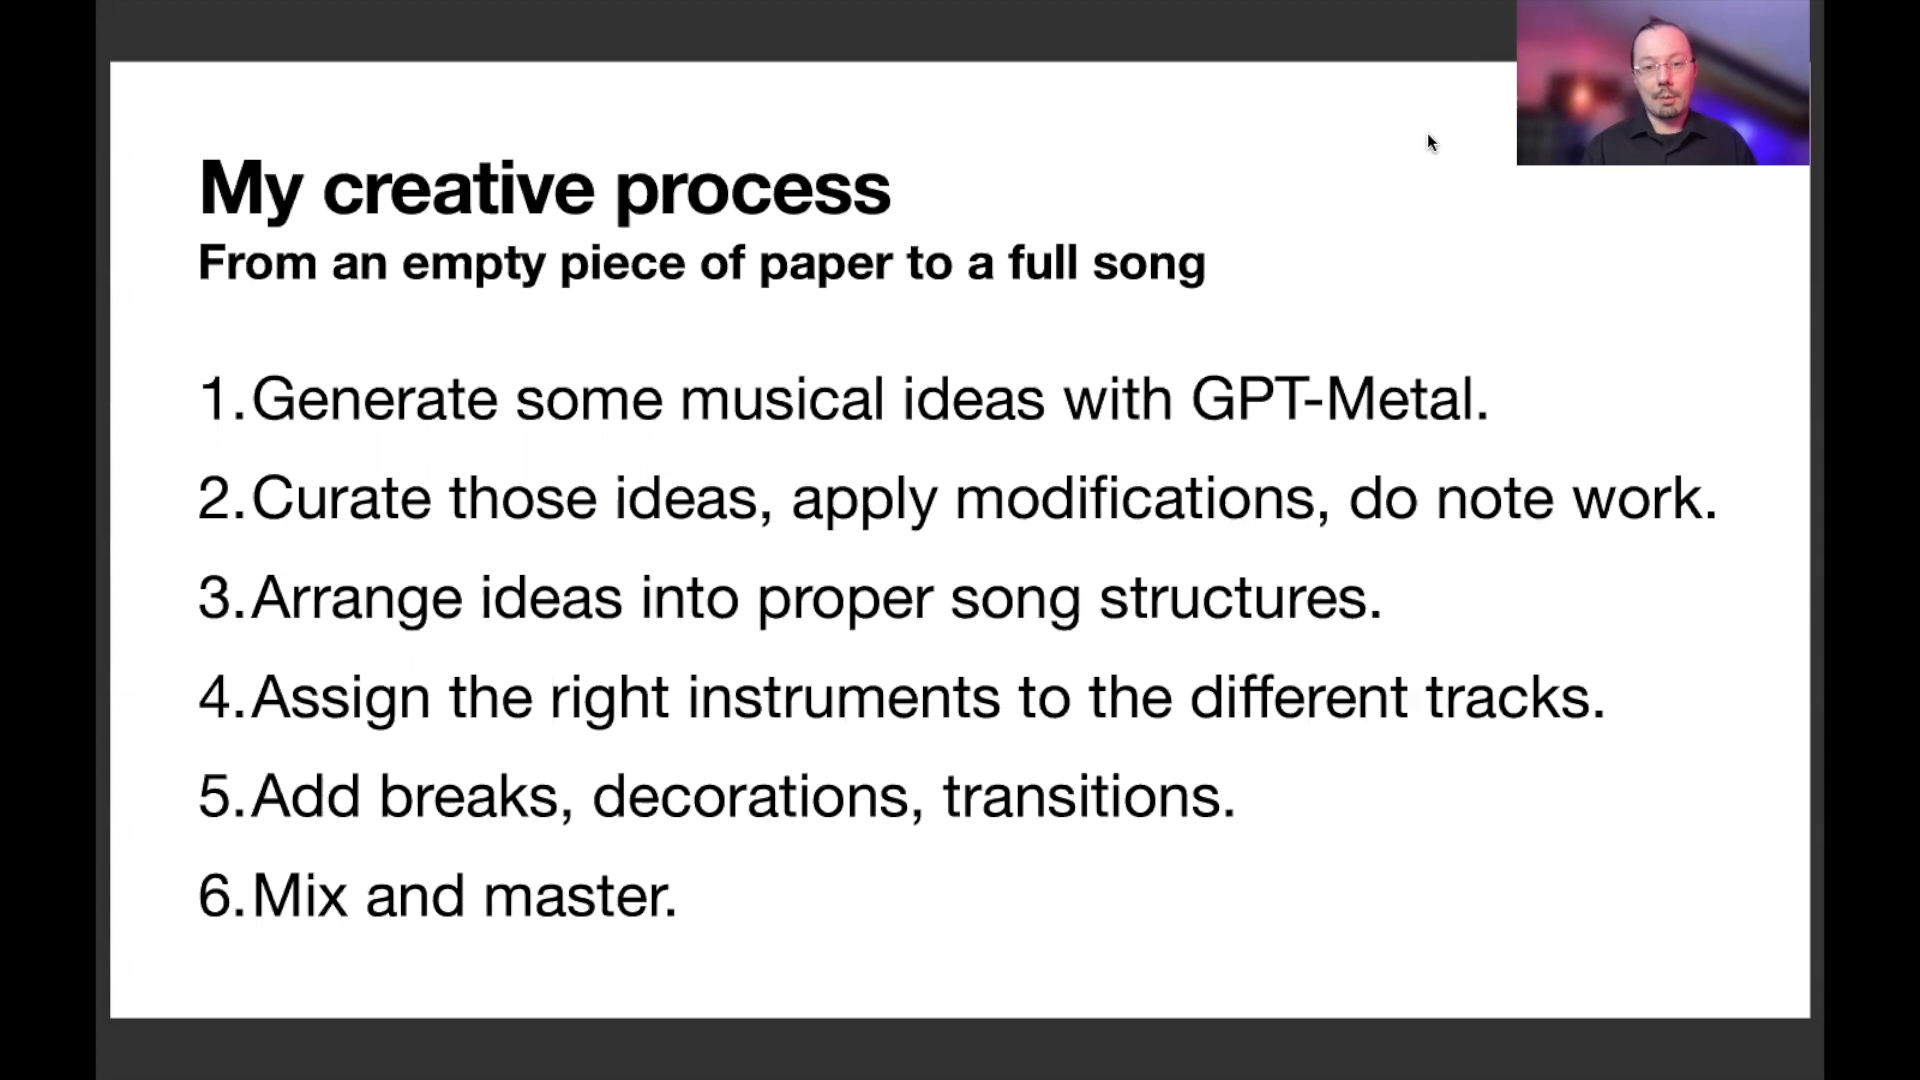 My creative process
From an empty piece of paper to a full song
1. Generate some musical ideas with GPT-Metal.
2. Curate those ideas, apply modifications, do note work.
3. Arrange ideas into proper song structures.
4. Assign the right instruments to the different tracks.
5. Add breaks, decorations, transitions.
6. Mix and master.